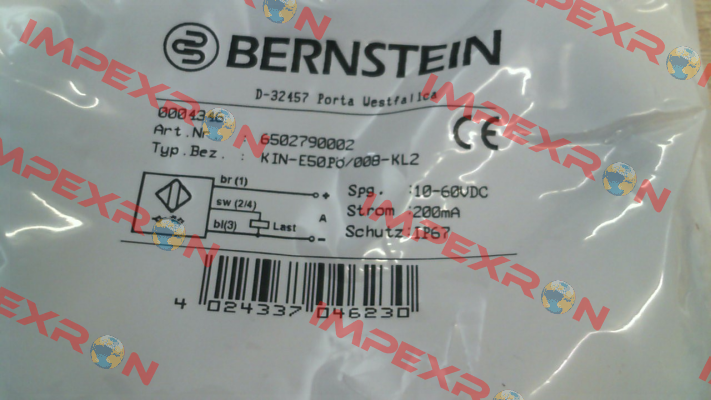 BERNSTEIN
D-32457 Porta Westfalica
0004346
Art.Nr 6502790002
Typ.Bez. : KIN-E50PO/008-KL2
CE
br (1)
sw (2/4)
bl(3)
Last
+
A
-
Spg. :10-60VDC
Strom :200mA
Schutz:IP67
4 024337 046230
IMPEXRON
IMPEXRON
IMPEXRON
IMPEXRON
IMPEXRON
IMPEXRON